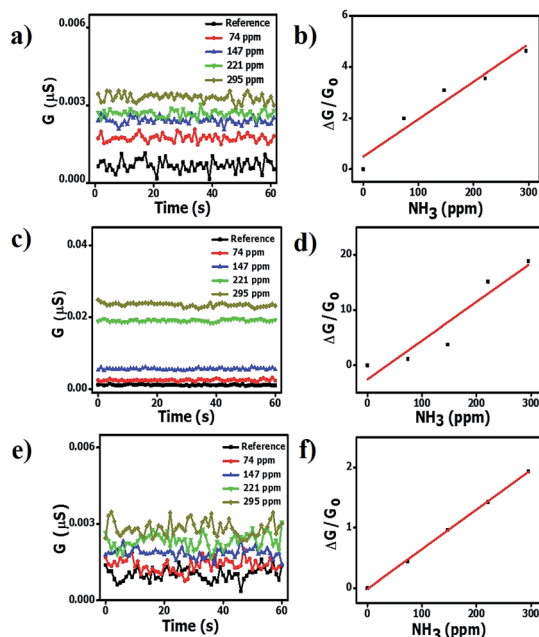 a)
0.006
0.003
0.000
G (µS)
0 20 40 60
Time (s)
Reference
74 ppm
147 ppm
221 ppm
295 ppm
b)
6
4
2
0
ΔG/G0
0 100 200 300
NH3 (ppm)
c)
0.04
0.02
0.00
G (µS)
0 20 40 60
Time (s)
Reference
74 ppm
147 ppm
221 ppm
295 ppm
d)
20
10
0
ΔG/G0
0 100 200 300
NH3 (ppm)
e)
0.006
0.003
0.000
G (µS)
0 20 40 60
Time (s)
Reference
74 ppm
147 ppm
221 ppm
295 ppm
f)
2
1
0
ΔG/G0
0 100 200 300
NH3 (ppm)